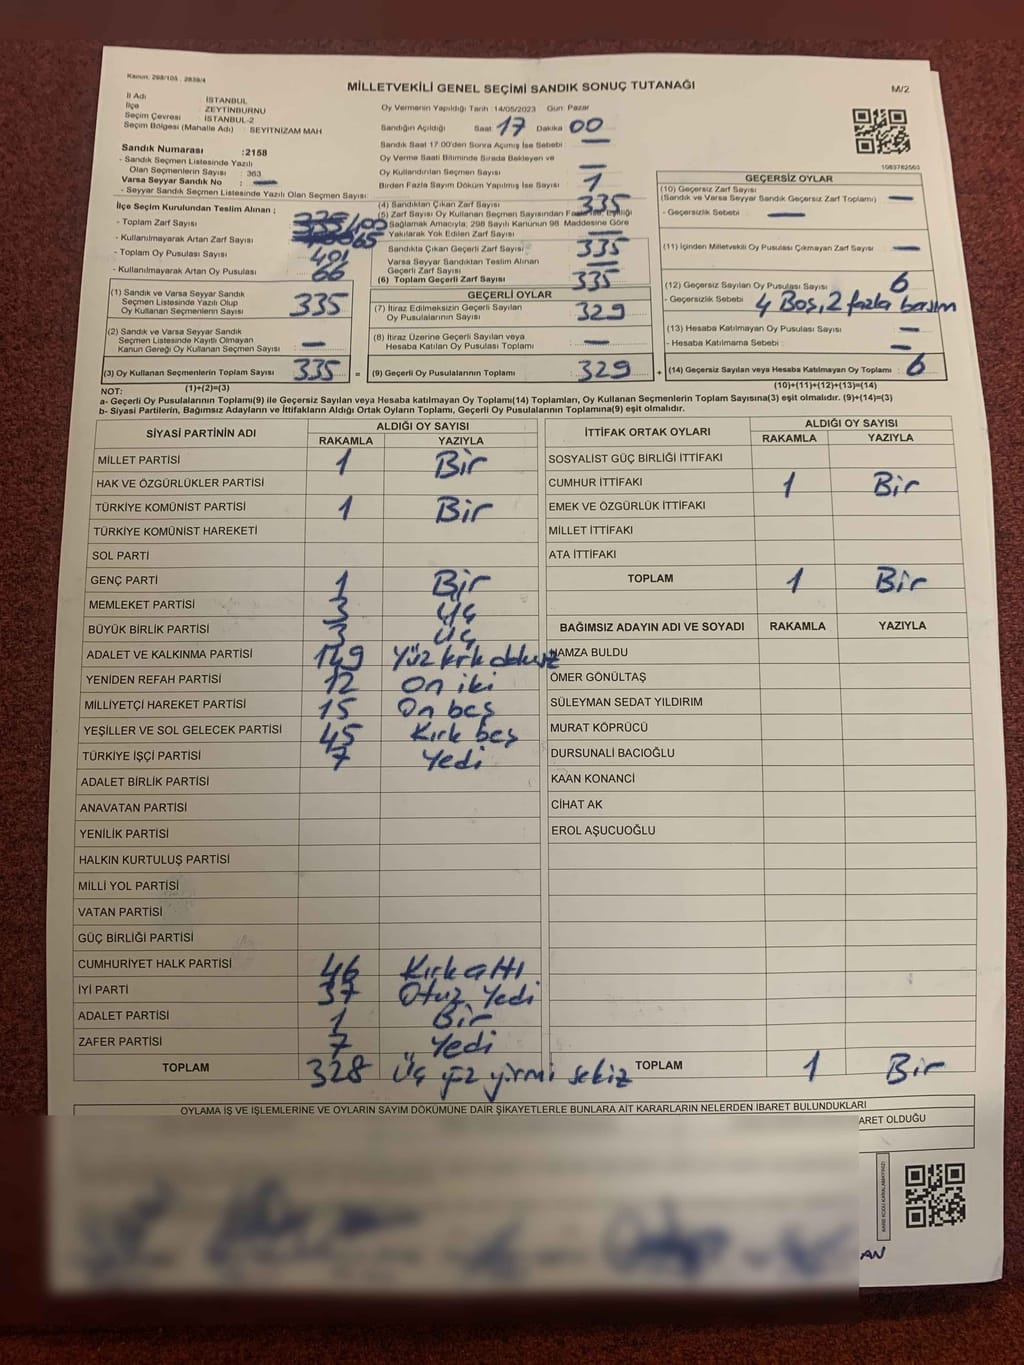 Kanun: 298/105 , 2839/4
MİLLETVEKİLİ GENEL SEÇİMİ SANDIK SONUÇ TUTANAĞI
M/2
İl Adı İSTANBUL
İlçe ZEYTİNBURNU
Seçim Çevresi İSTANBUL-2
Seçim Bölgesi (Mahalle Adı) SEYİTNİZAM MAH
Oy Vermenin Yapıldığı Tarih :14/05/2023 Gün: Pazar
Sandığın Açıldığı Saat 17 Dakika 00
Sandık Saat 17:00'den Sonra Açılmış İse Sebebi : —
Oy Verme Saati Bitiminde Sırada Bekleyen ve
Oy Kullandırılan Seçmen Sayısı —
Birden Fazla Sayım Döküm Yapılmış İse Sayısı : 1
Sandık Numarası :2158
- Sandık Seçmen Listesinde Yazılı
Olan Seçmenlerin Sayısı : 363
Varsa Seyyar Sandık No : —
- Seyyar Sandık Seçmen Listesinde Yazılı Olan Seçmen Sayısı:
İlçe Seçim Kurulundan Teslim Alınan ;
- Toplam Zarf Sayısı 400
- Kullanılmayarak Artan Zarf Sayısı : 65
- Toplam Oy Pusulası Sayısı : 401
- Kullanılmayarak Artan Oy Pusulası : 66
(4) Sandıktan Çıkan Zarf Sayısı : 335
(5) Zarf Sayısı Oy Kullanan Seçmen Sayısından
Sağlamak Amacıyla; 298 Sayılı Kanunun 98. Maddesine Göre
Yakılarak Yok Edilen Zarf Sayısı —
Sandıkta Çıkan Geçerli Zarf Sayısı : 335
Varsa Seyyar Sandıktan Teslim Alınan
Geçerli Zarf Sayısı —
(6) Toplam Geçerli Zarf Sayısı : 335
1083782563
GEÇERSİZ OYLAR
(10) Geçersiz Zarf Sayısı
(Sandık ve Varsa Seyyar Sandık Geçersiz Zarf Toplamı) : —
- Geçersizlik Sebebi : —
(11) İçinden Milletvekili Oy Pusulası Çıkmayan Zarf Sayısı : —
(12) Geçersiz Sayılan Oy Pusulası Sayısı : 6
- Geçersizlik Sebebi : 4 Boş, 2 fazla basım
(13) Hesaba Katılmayan Oy Pusulası Sayısı : —
- Hesaba Katılmama Sebebi : —
(14) Geçersiz Sayılan veya Hesaba Katılmayan Oy Toplamı : 6
(10)+(11)+(12)+(13)=(14)
(1) Sandık ve Varsa Seyyar Sandık
Seçmen Listesinde Yazılı Olup
Oy Kullanan Seçmenlerin Sayısı : 335
(2) Sandık ve Varsa Seyyar Sandık
Seçmen Listesinde Kayıtlı Olmayan
Kanun Gereği Oy Kullanan Seçmen Sayısı : —
(3) Oy Kullanan Seçmenlerin Toplam Sayısı : 335 =
(1)+(2)=(3)
GEÇERLİ OYLAR
(7) İtiraz Edilmeksizin Geçerli Sayılan
Oy Pusulalarının Sayısı : 329
(8) İtiraz Üzerine Geçerli Sayılan veya
Hesaba Katılan Oy Pusulası Toplamı : —
(9) Geçerli Oy Pusulalarının Toplamı : 329 +
NOT:
a- Geçerli Oy Pusulalarının Toplamı(9) ile Geçersiz Sayılan veya Hesaba katılmayan Oy Toplamı(14) Toplamları, Oy Kullanan Seçmenlerin Toplam Sayısına(3) eşit olmalıdır. (9)+(14)=(3)
b- Siyasi Partilerin, Bağımsız Adayların ve İttifakların Aldığı Ortak Oyların Toplamı, Geçerli Oy Pusulalarının Toplamına(9) eşit olmalıdır.
SİYASİ PARTİNİN ADI ALDIĞI OY SAYISI
RAKAMLA YAZIYLA
MİLLET PARTİSİ 1 Bir
HAK VE ÖZGÜRLÜKLER PARTİSİ
TÜRKİYE KOMÜNİST PARTİSİ 1 Bir
TÜRKİYE KOMÜNİST HAREKETİ
SOL PARTİ
GENÇ PARTİ 1 Bir
MEMLEKET PARTİSİ 3 Üç
BÜYÜK BİRLİK PARTİSİ 3 Üç
ADALET VE KALKINMA PARTİSİ 149 Yüz kırk dokuz
YENİDEN REFAH PARTİSİ 12 On iki
MİLLİYETÇİ HAREKET PARTİSİ 15 On beş
YEŞİLLER VE SOL GELECEK PARTİSİ 45 Kırk beş
TÜRKİYE İŞÇİ PARTİSİ 7 Yedi
ADALET BİRLİK PARTİSİ
ANAVATAN PARTİSİ
YENİLİK PARTİSİ
HALKIN KURTULUŞ PARTİSİ
MİLLİ YOL PARTİSİ
VATAN PARTİSİ
GÜÇ BİRLİĞİ PARTİSİ
CUMHURİYET HALK PARTİSİ 46 Kırk altı
İYİ PARTİ 37 Otuz Yedi
ADALET PARTİSİ 1 Bir
ZAFER PARTİSİ 7 Yedi
TOPLAM 328 Üç yüz yirmi sekiz
İTTİFAK ORTAK OYLARI ALDIĞI OY SAYISI
RAKAMLA YAZIYLA
SOSYALİST GÜÇ BİRLİĞİ İTTİFAKI
CUMHUR İTTİFAKI 1 Bir
EMEK VE ÖZGÜRLÜK İTTİFAKI
MİLLET İTTİFAKI
ATA İTTİFAKI
TOPLAM 1 Bir
BAĞIMSIZ ADAYIN ADI VE SOYADI RAKAMLA YAZIYLA
HAMZA BULDU
ÖMER GÖNÜLTAŞ
SÜLEYMAN SEDAT YILDIRIM
MURAT KÖPRÜCÜ
DURSUNALİ BACIOĞLU
KAAN KONANCİ
CİHAT AK
EROL AŞUCUOĞLU
TOPLAM 1 Bir
OYLAMA İŞ VE İŞLEMLERİNE VE OYLARIN SAYIM DÖKÜMÜNE DAİR ŞİKAYETLERLE BUNLARA AİT KARARLARIN NELERDEN İBARET BULUNDUKLARI
ARET OLDUĞU
AN